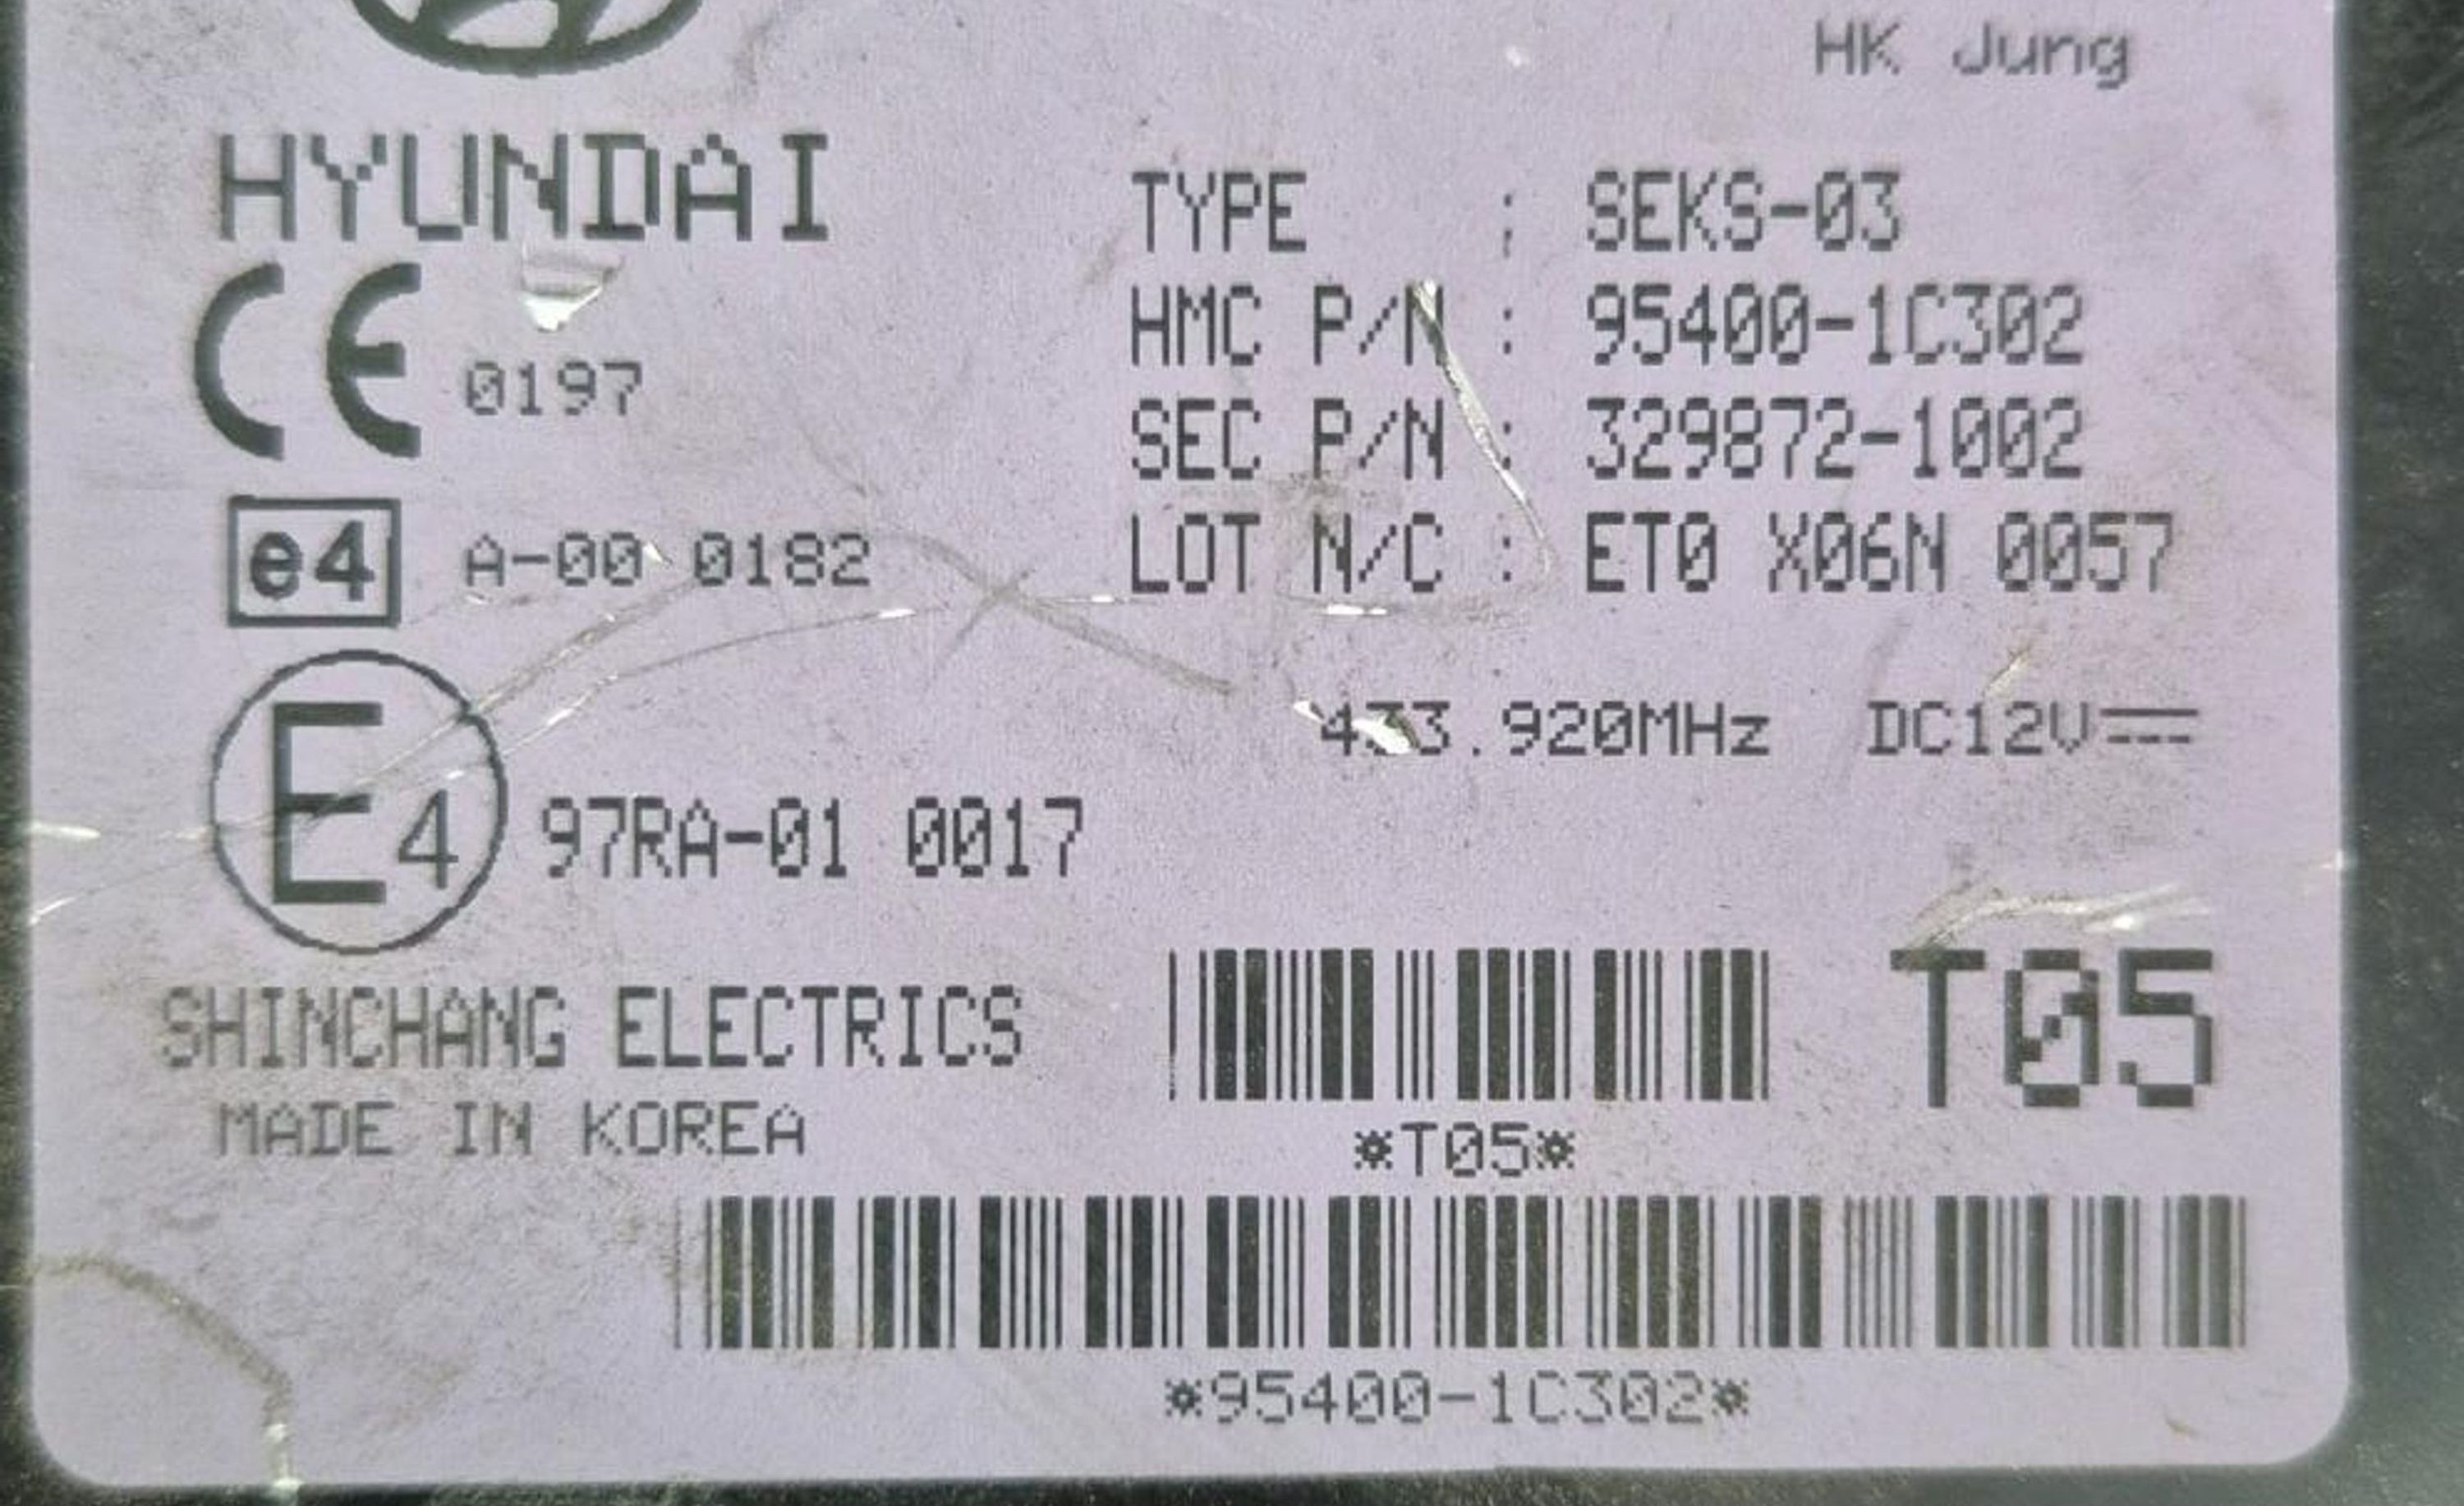 HK Jung
HYUNDAI
TYPE : SEKS-03
HMC P/N : 95400-1C302
CE 0197
SEC P/N : 329872-1002
e4 A-00 0182
LOT N/C : ET0 X06N 0057
433.920MHz DC12V
E4 97RA-01 0017
SHINCHANG ELECTRICS
T05
MADE IN KOREA
*T05*
*95400-1C302*